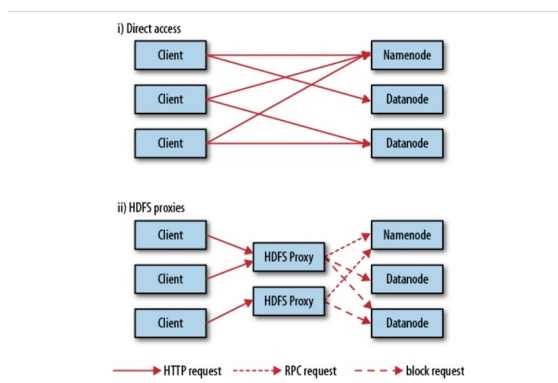 i) Direct access
Client
Namenode
Client
Datanode
Client
Datanode
ii) HDFS proxies
Client
Namenode
HDFS Proxy
Client
Datanode
HDFS Proxy
Client
Datanode
HTTP request
RPC request
block request